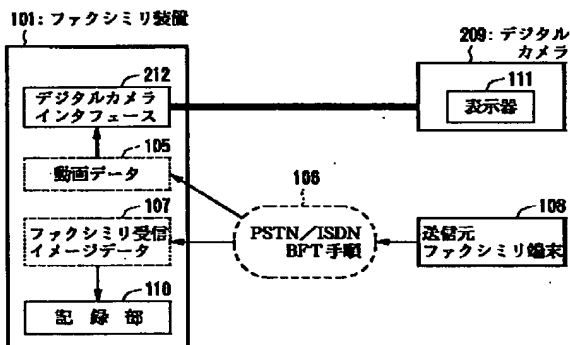 101:ファクシミリ装置
209:デジタル
カメラ
212
デジタルカメラ
インタフェース
111
表示器
105
動画データ
106
107
ファクシミリ受信
イメージデータ
PSTN/ISDN
BFT手順
108
送信元
ファクシミリ端末
110
記録部